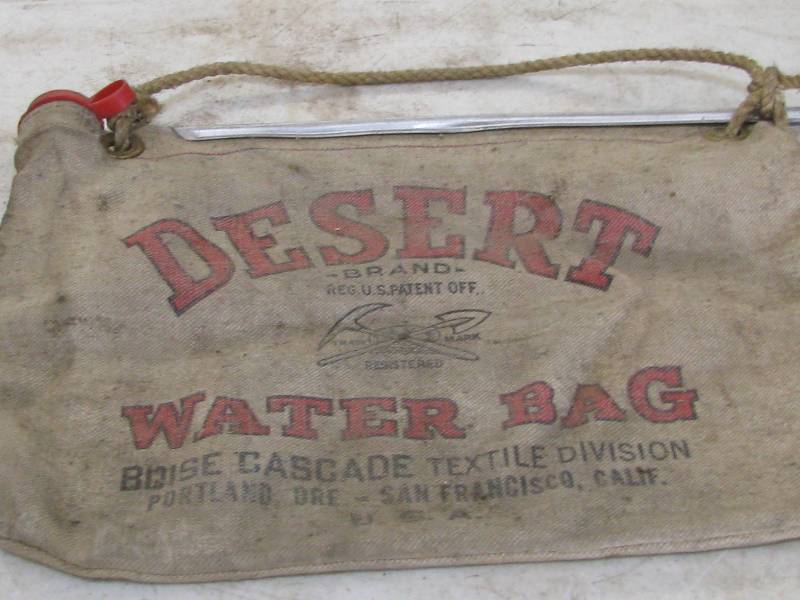 DESERT
-BRAND-
REG. U.S. PATENT OFF.
TRADE MARK
REGISTERED
WATER BAG
BOISE CASCADE TEXTILE DIVISION
PORTLAND, ORE - SAN FRANCISCO, CALIF.
U.S.A.